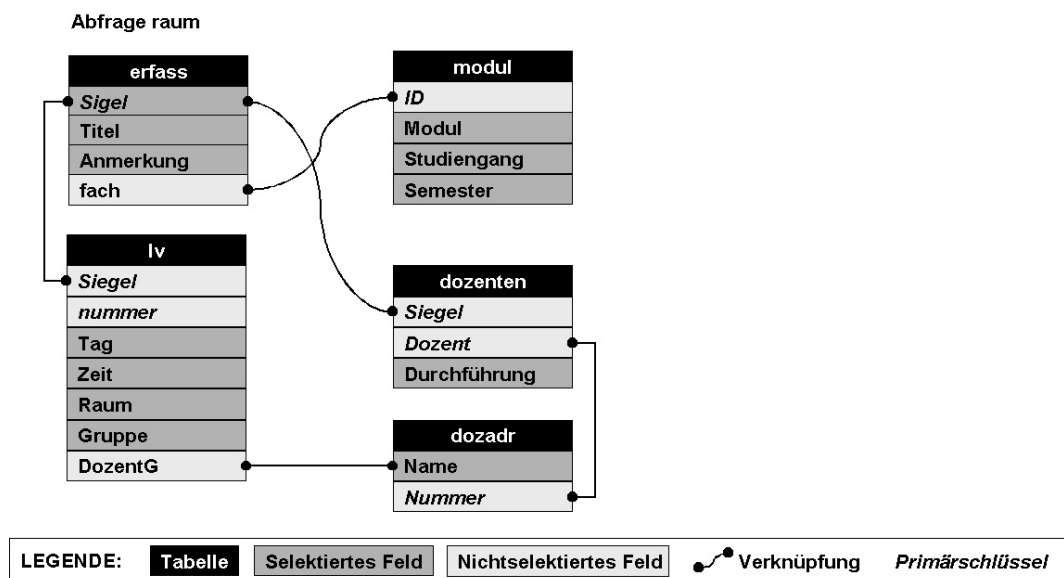 Abfrage raum
erfass
Sigel
Titel
Anmerkung
fach
modul
ID
Modul
Studiengang
Semester
lv
Siegel
nummer
Tag
Zeit
Raum
Gruppe
DozentG
dozenten
Siegel
Dozent
Durchführung
dozadr
Name
Nummer
LEGENDE: Tabelle Selektiertes Feld Nichtselektiertes Feld Verknüpfung Primärschlüssel